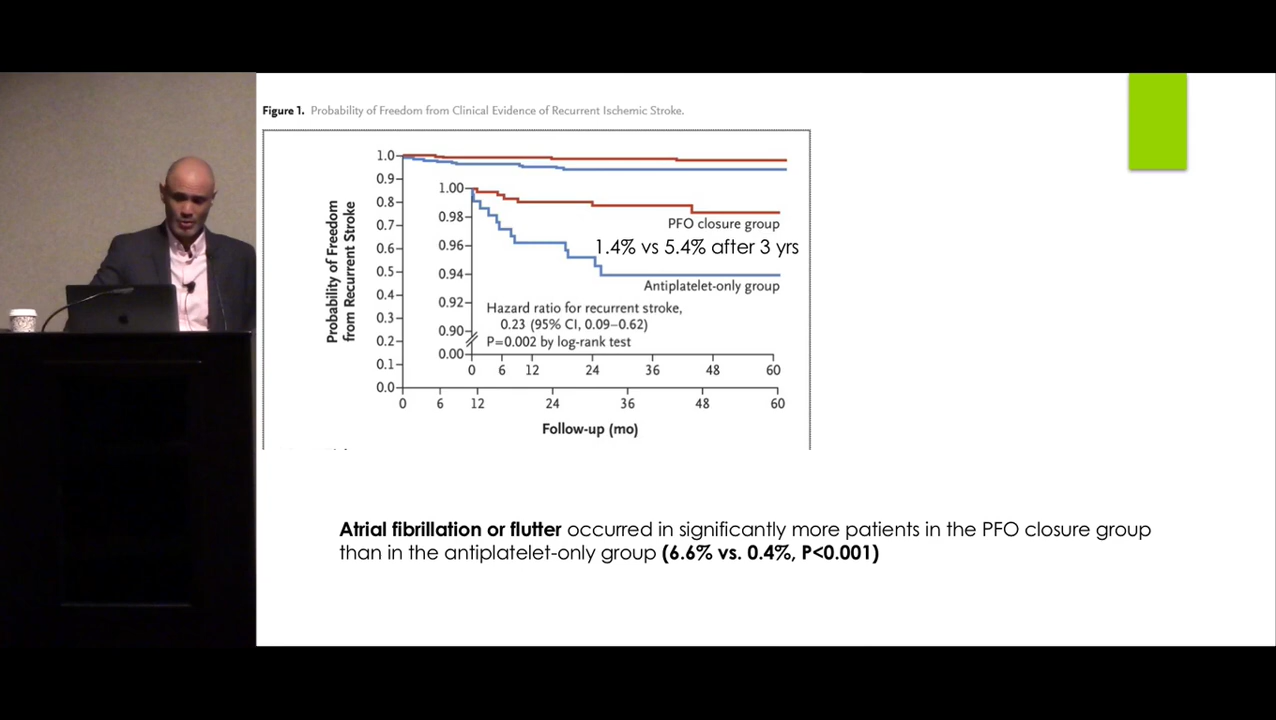 Figure 1. Probability of Freedom from Clinical Evidence of Recurrent Ischemic Stroke.
Probability of Freedom
from Recurrent Stroke
1.0
0.9
0.8
0.7
0.6
0.5
0.4
0.3
0.2
0.1
0.0
1.00
0.98
0.96
0.94
0.92
0.90
0.00
PFO closure group
1.4% vs 5.4% after 3 yrs
Antiplatelet-only group
Hazard ratio for recurrent stroke,
0.23 (95% CI, 0.09–0.62)
P=0.002 by log-rank test
0 6 12 24 36 48 60
0 6 12 24 36 48 60
Follow-up (mo)
Atrial fibrillation or flutter occurred in significantly more patients in the PFO closure group
than in the antiplatelet-only group (6.6% vs. 0.4%, P<0.001)